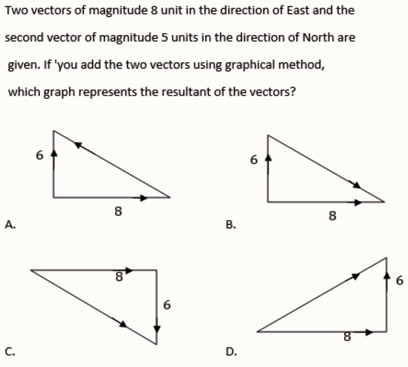 Two vectors of magnitude 8 unit in the direction of East and the
second vector of magnitude 5 units in the direction of North are
given. If 'you add the two vectors using graphical method,
which graph represents the resultant of the vectors?
6
8
A.
6
8
B.
8
6
C.
6
8
D.